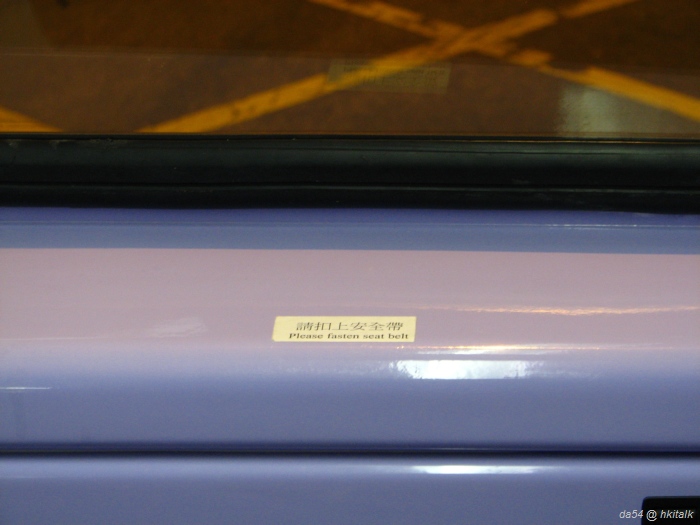 請扣上安全帶
Please fasten seat belt
da54 @ hkitalk